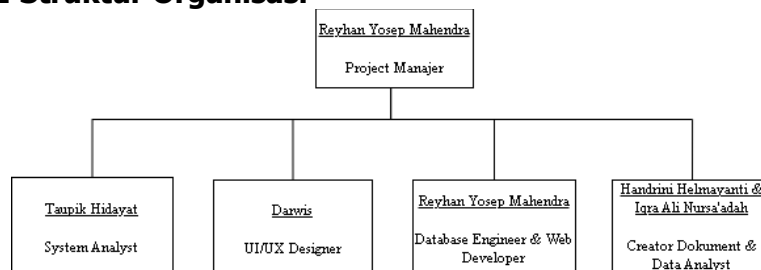 Struktur Organisasi
Reyhan Yosep Mahendra
Project Manajer
Taupik Hidayat
System Analyst
Darwis
UI/UX Designer
Reyhan Yosep Mahendra
Database Engineer & Web
Developer
Handrini Helmayanti &
Iqra Ali Nursa'adah
Creator Dokument &
Data Analyst